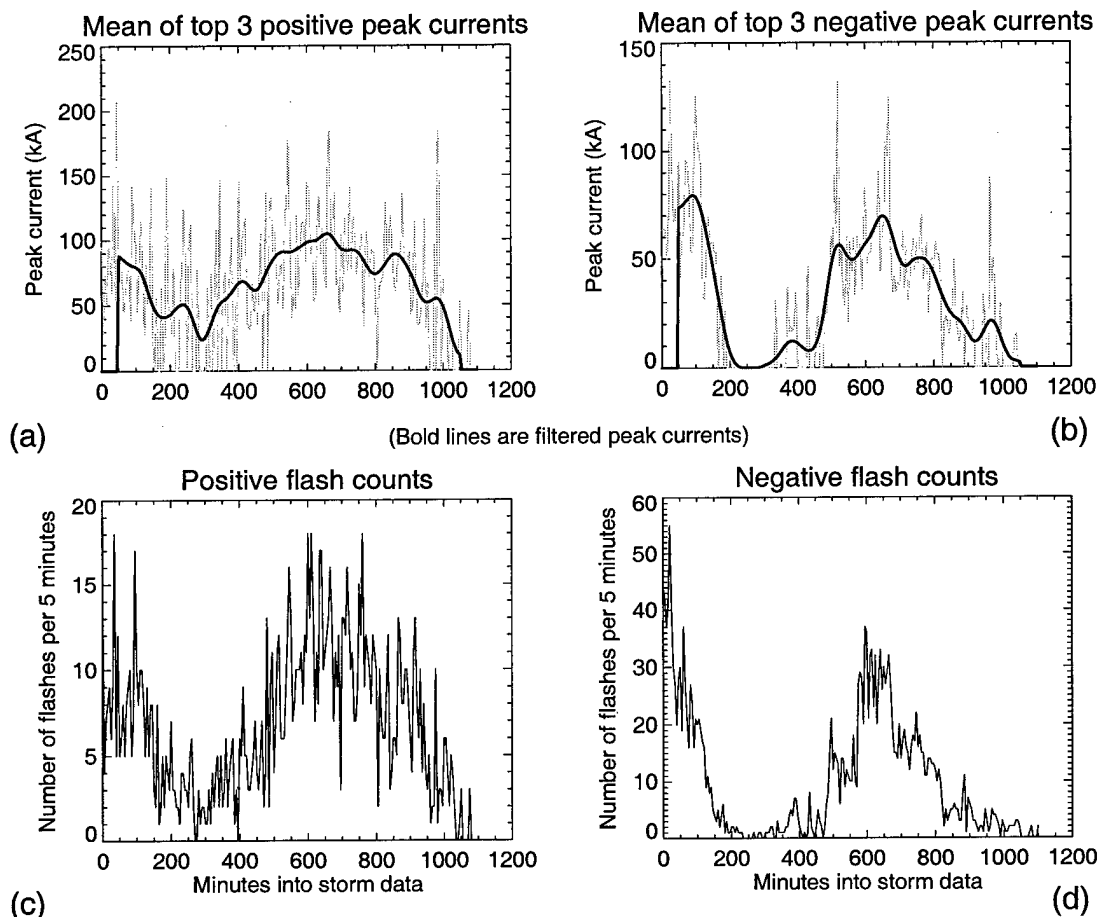 Mean of top 3 positive peak currents
Peak current (kA)
250
200
150
100
50
0
0 200 400 600 800 1000 1200
(a)
Mean of top 3 negative peak currents
Peak current (kA)
150
100
50
0
0 200 400 600 800 1000 1200
(b)
(Bold lines are filtered peak currents)
Positive flash counts
Number of flashes per 5 minutes
20
15
10
5
0
0 200 400 600 800 1000 1200
Minutes into storm data
(c)
Negative flash counts
Number of flashes per 5 minutes
60
50
40
30
20
10
0
0 200 400 600 800 1000 1200
Minutes into storm data
(d)